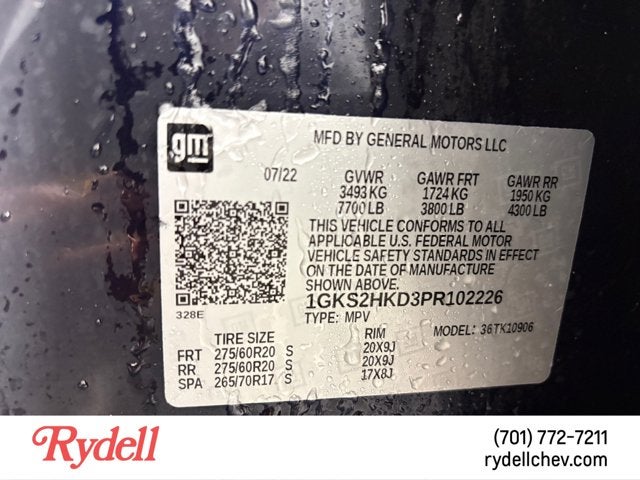 gm
MFD BY GENERAL MOTORS LLC
07/22 GVWR GAWR FRT GAWR RR
3493 KG 1724 KG 1950 KG
7700 LB 3800 LB 4300 LB
THIS VEHICLE CONFORMS TO ALL
APPLICABLE U.S. FEDERAL MOTOR
VEHICLE SAFETY STANDARDS IN EFFECT
ON THE DATE OF MANUFACTURE
SHOWN ABOVE.
328E
1GKS2HKD3PR102226
TYPE: MPV MODEL: 36TK10906
TIRE SIZE RIM
FRT 275/60R20 S 20X9J
RR 275/60R20 S 20X9J
SPA 265/70R17 S 17X8J
Rydell
(701) 772-7211
rydellchev.com